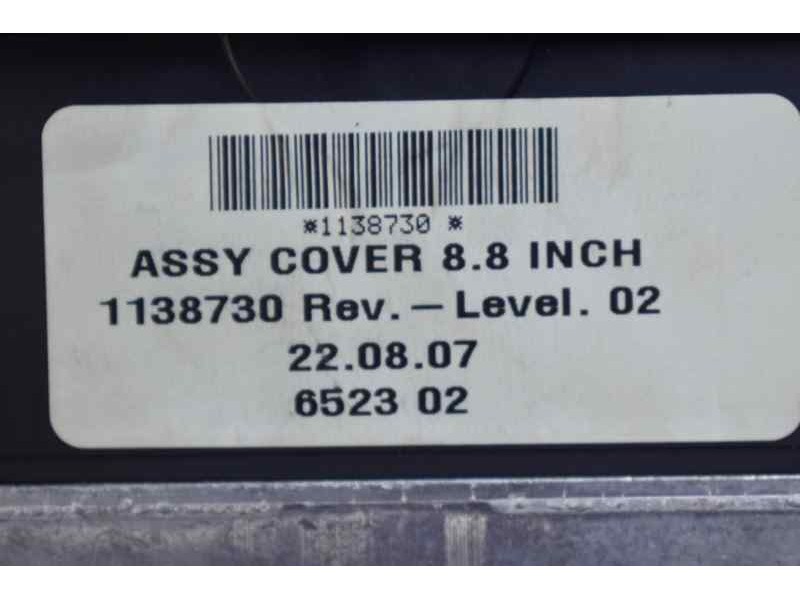 *1138730 *
ASSY COVER 8.8 INCH
1138730 Rev. - Level. 02
22.08.07
6523 02